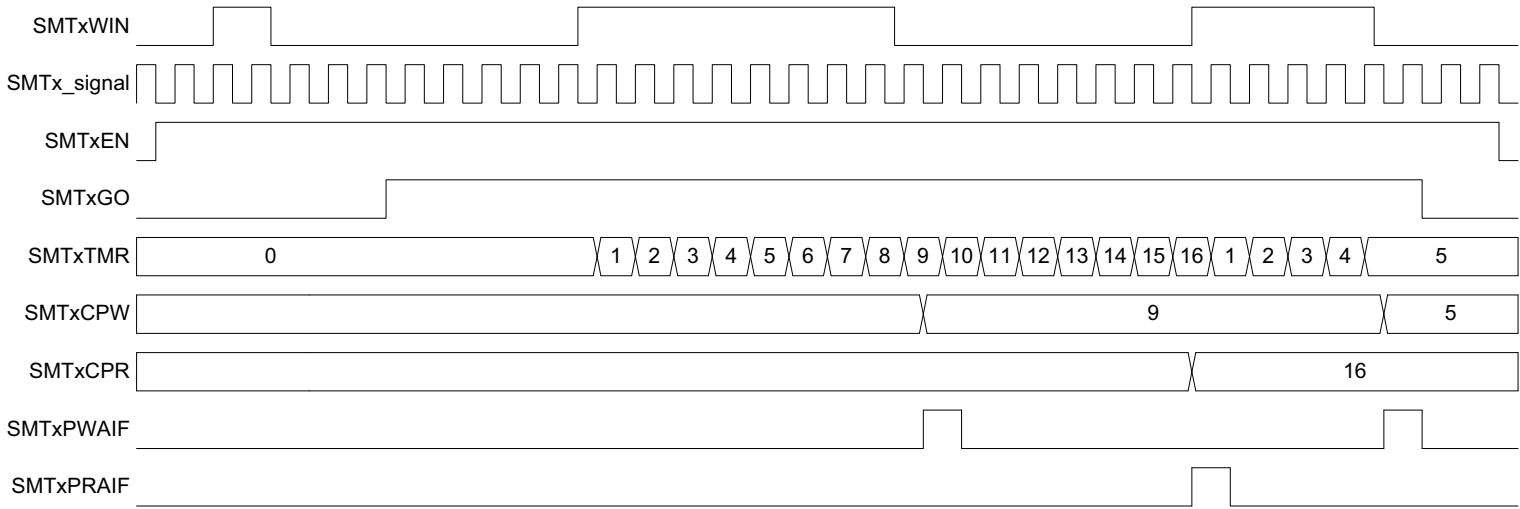 SMTxWIN
SMTx_signal
SMTxEN
SMTxGO
SMTxTMR 0 1 2 3 4 5 6 7 8 9 10 11 12 13 14 15 16 1 2 3 4 5
SMTxCPW 9 5
SMTxCPR 16
SMTxPWAIF
SMTxPRAIF